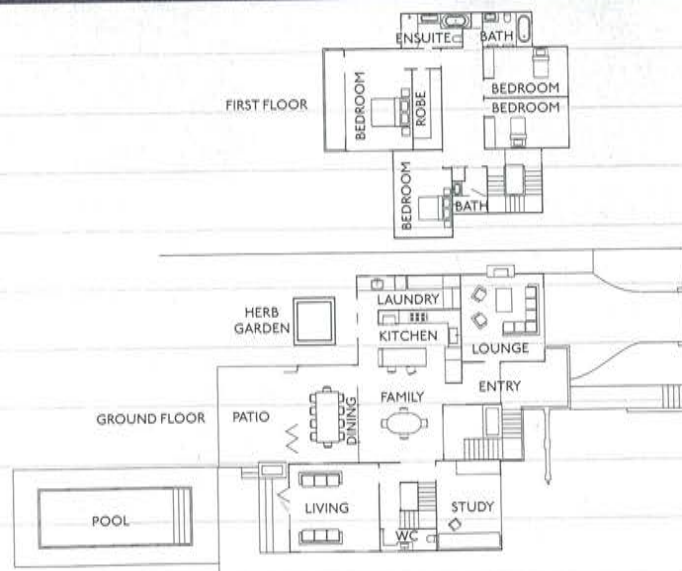 ENSUITE
BATH
BEDROOM
BEDROOM
FIRST FLOOR
BEDROOM
ROBE
BEDROOM
BATH
LAUNDRY
HERB
GARDEN
KITCHEN
LOUNGE
ENTRY
FAMILY
GROUND FLOOR
PATIO
DINING
LIVING
STUDY
POOL
WC